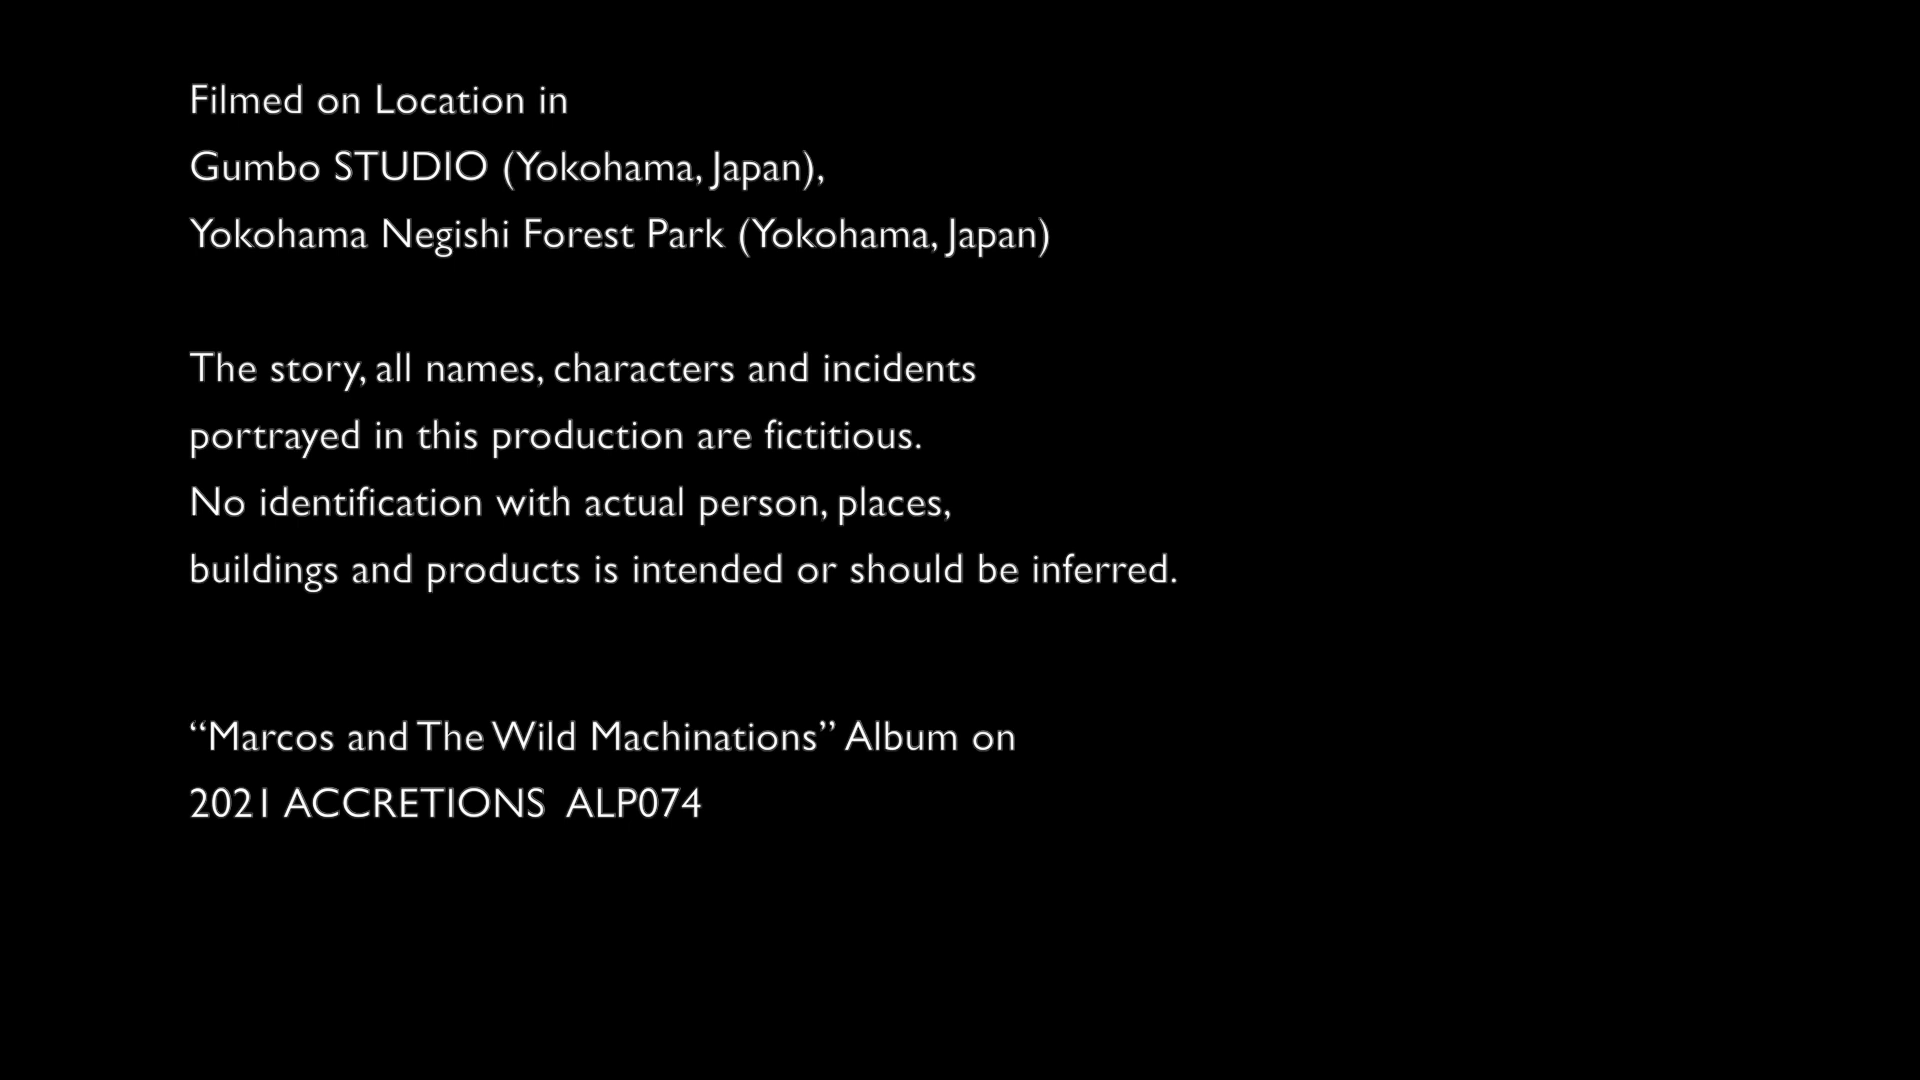 Filmed on Location in
Gumbo STUDIO (Yokohama, Japan),
Yokohama Negishi Forest Park (Yokohama, Japan)
The story, all names, characters and incidents
portrayed in this production are fictitious.
No identification with actual person, places,
buildings and products is intended or should be inferred.
“Marcos and The Wild Machinations” Album on
2021 ACCRETIONS ALP074